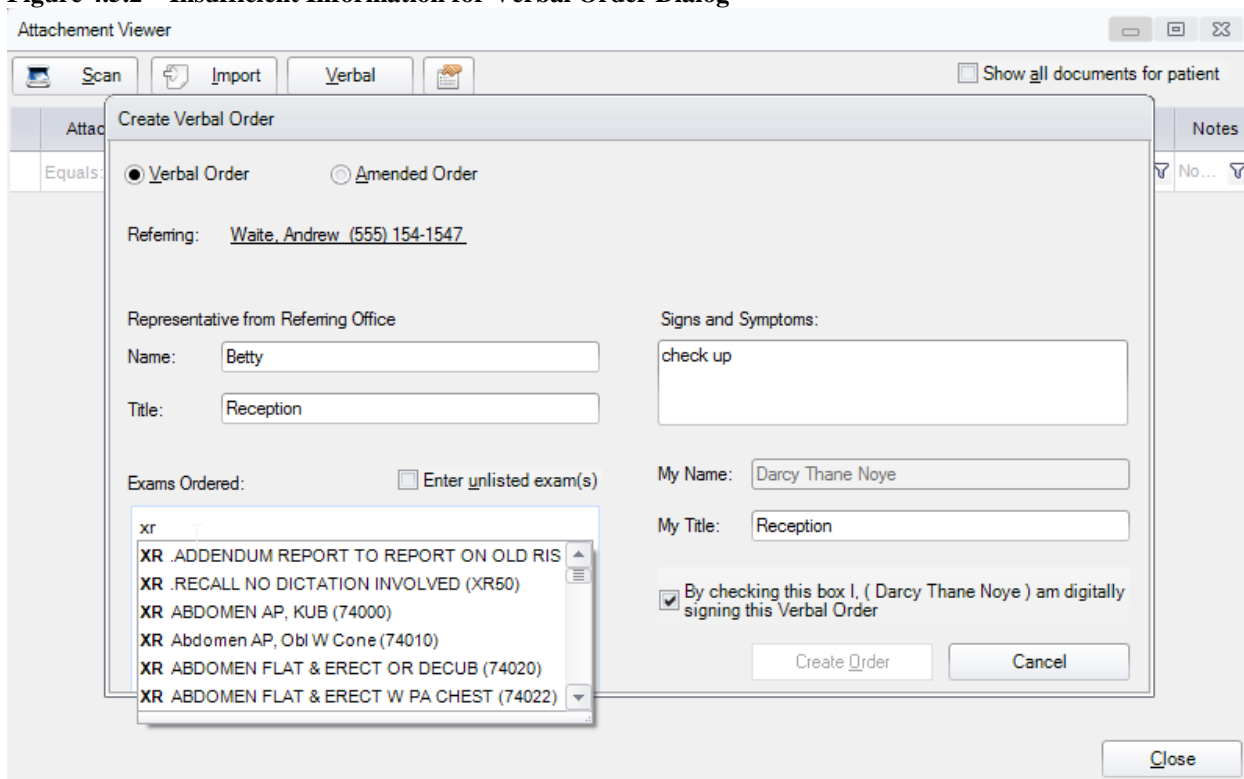 Figure 4.3.2 – Insufficient Information for Verbal Order Dialog
Attachement Viewer
Scan Import Verbal Show all documents for patient
Attac Notes
Equals: No...
Create Verbal Order
Verbal Order Amended Order
Referring: Waite, Andrew (555) 154-1547
Representative from Referring Office
Name: Betty
Title: Reception
Signs and Symptoms:
check up
Exams Ordered: Enter unlisted exam(s)
xr
XR .ADDENDUM REPORT TO REPORT ON OLD RIS
XR .RECALL NO DICTATION INVOLVED (XR50)
XR ABDOMEN AP, KUB (74000)
XR Abdomen AP, Obl W Cone (74010)
XR ABDOMEN FLAT & ERECT OR DECUB (74020)
XR ABDOMEN FLAT & ERECT W PA CHEST (74022)
My Name: Darcy Thane Noye
My Title: Reception
By checking this box I, ( Darcy Thane Noye ) am digitally
signing this Verbal Order
Create Order Cancel
Close